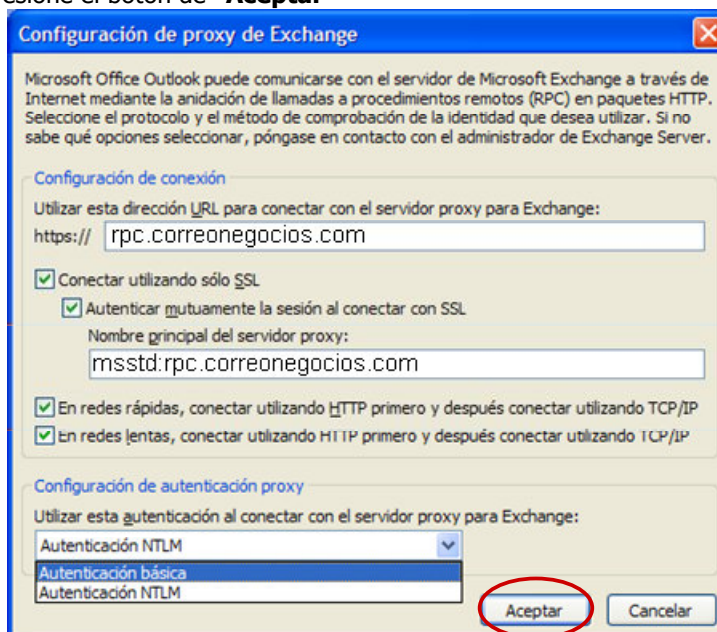 esione el botón de "Aceptar"
Configuración de proxy de Exchange
Microsoft Office Outlook puede comunicarse con el servidor de Microsoft Exchange a través de
Internet mediante la anidación de llamadas a procedimientos remotos (RPC) en paquetes HTTP.
Seleccione el protocolo y el método de comprobación de la identidad que desea utilizar. Si no
sabe qué opciones seleccionar, póngase en contacto con el administrador de Exchange Server.
Configuración de conexión
Utilizar esta dirección URL para conectar con el servidor proxy para Exchange:
https:// rpc.correonegocios.com
Conectar utilizando sólo SSL
Autenticar mutuamente la sesión al conectar con SSL
Nombre principal del servidor proxy:
msstd:rpc.correonegocios.com
En redes rápidas, conectar utilizando HTTP primero y después conectar utilizando TCP/IP
En redes lentas, conectar utilizando HTTP primero y después conectar utilizando TCP/IP
Configuración de autenticación proxy
Utilizar esta autenticación al conectar con el servidor proxy para Exchange:
Autenticación NTLM
Autenticación básica
Autenticación NTLM
Aceptar Cancelar